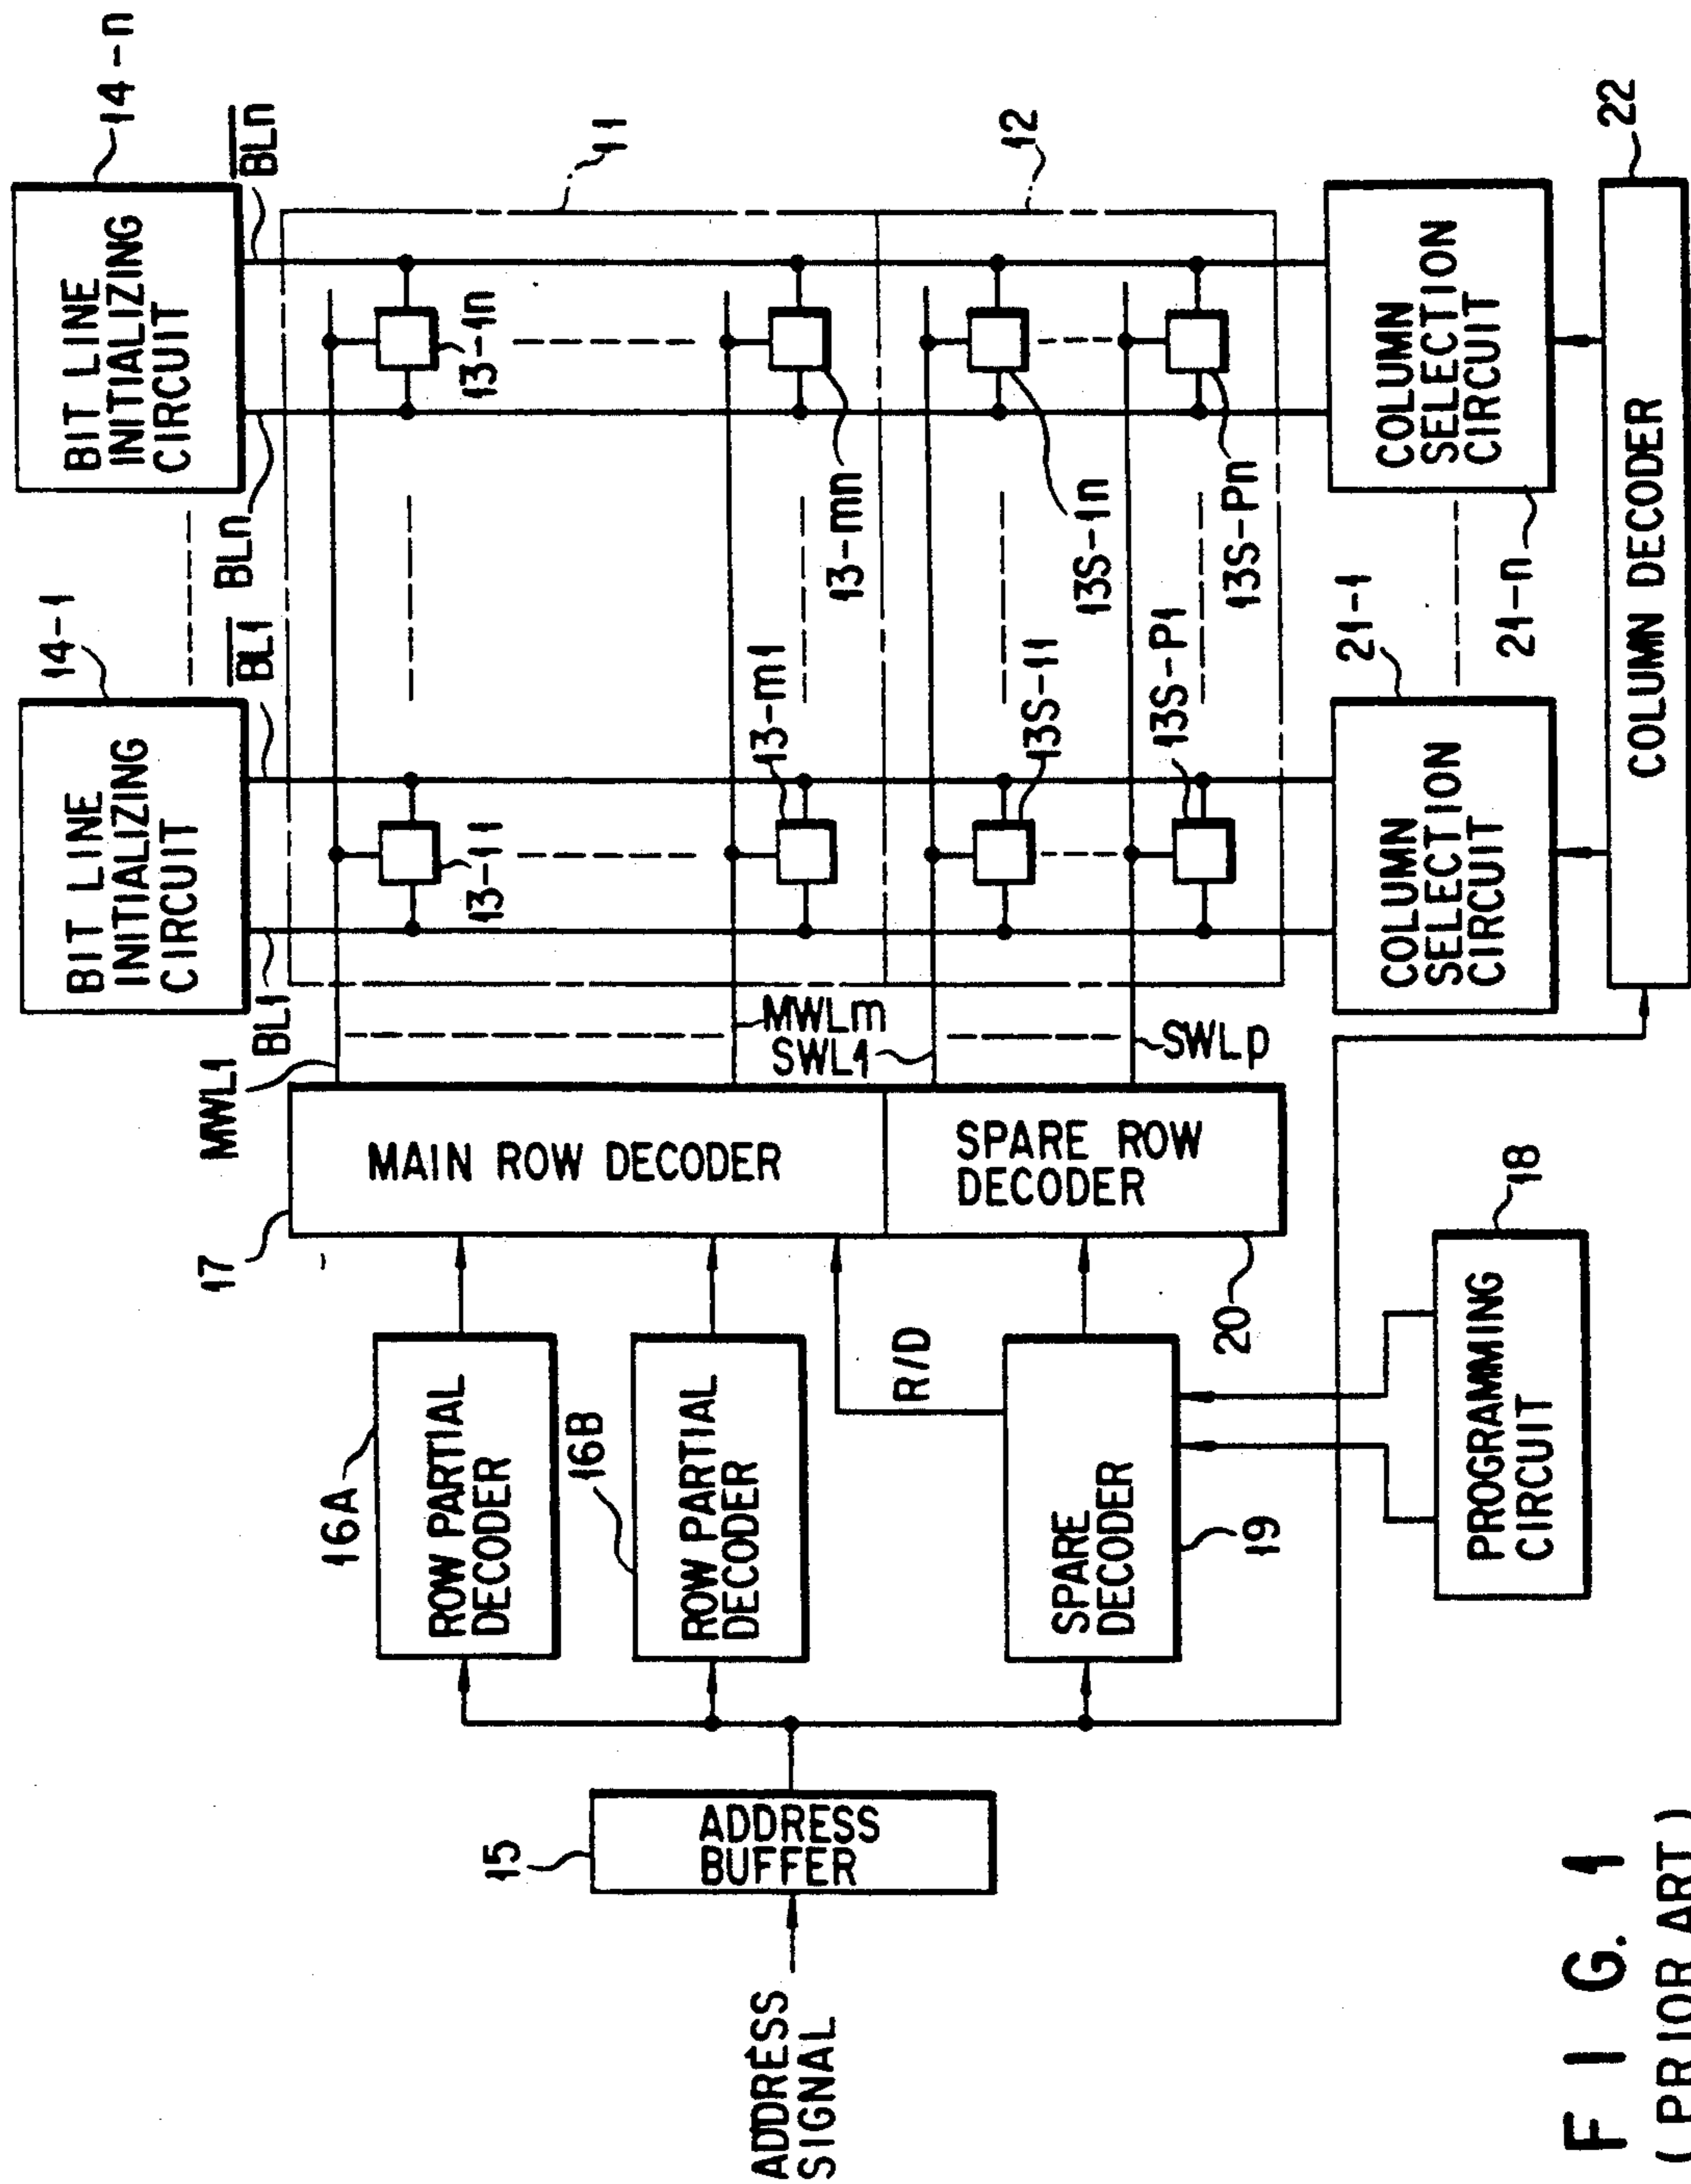 BIT LINE
INITIALIZING
CIRCUIT
14-1
BIT LINE
INITIALIZING
CIRCUIT
14-n
BL1
B̅L̅1̅
BLn
B̅L̅n̅
11
12
MWL1
MWLm
SWL1
SWLp
13-11
13-1n
13-m1
13-mn
13S-11
13S-1n
13S-P1
13S-Pn
17
MAIN ROW DECODER
SPARE ROW
DECODER
20
16A
ROW PARTIAL
DECODER
16B
ROW PARTIAL
DECODER
R/D
SPARE
DECODER
19
PROGRAMMING
CIRCUIT
18
15
ADDRESS
BUFFER
ADDRESS
SIGNAL
COLUMN
SELECTION
CIRCUIT
21-1
COLUMN
SELECTION
CIRCUIT
21-n
COLUMN DECODER
22
FIG. 1
(PRIOR ART)